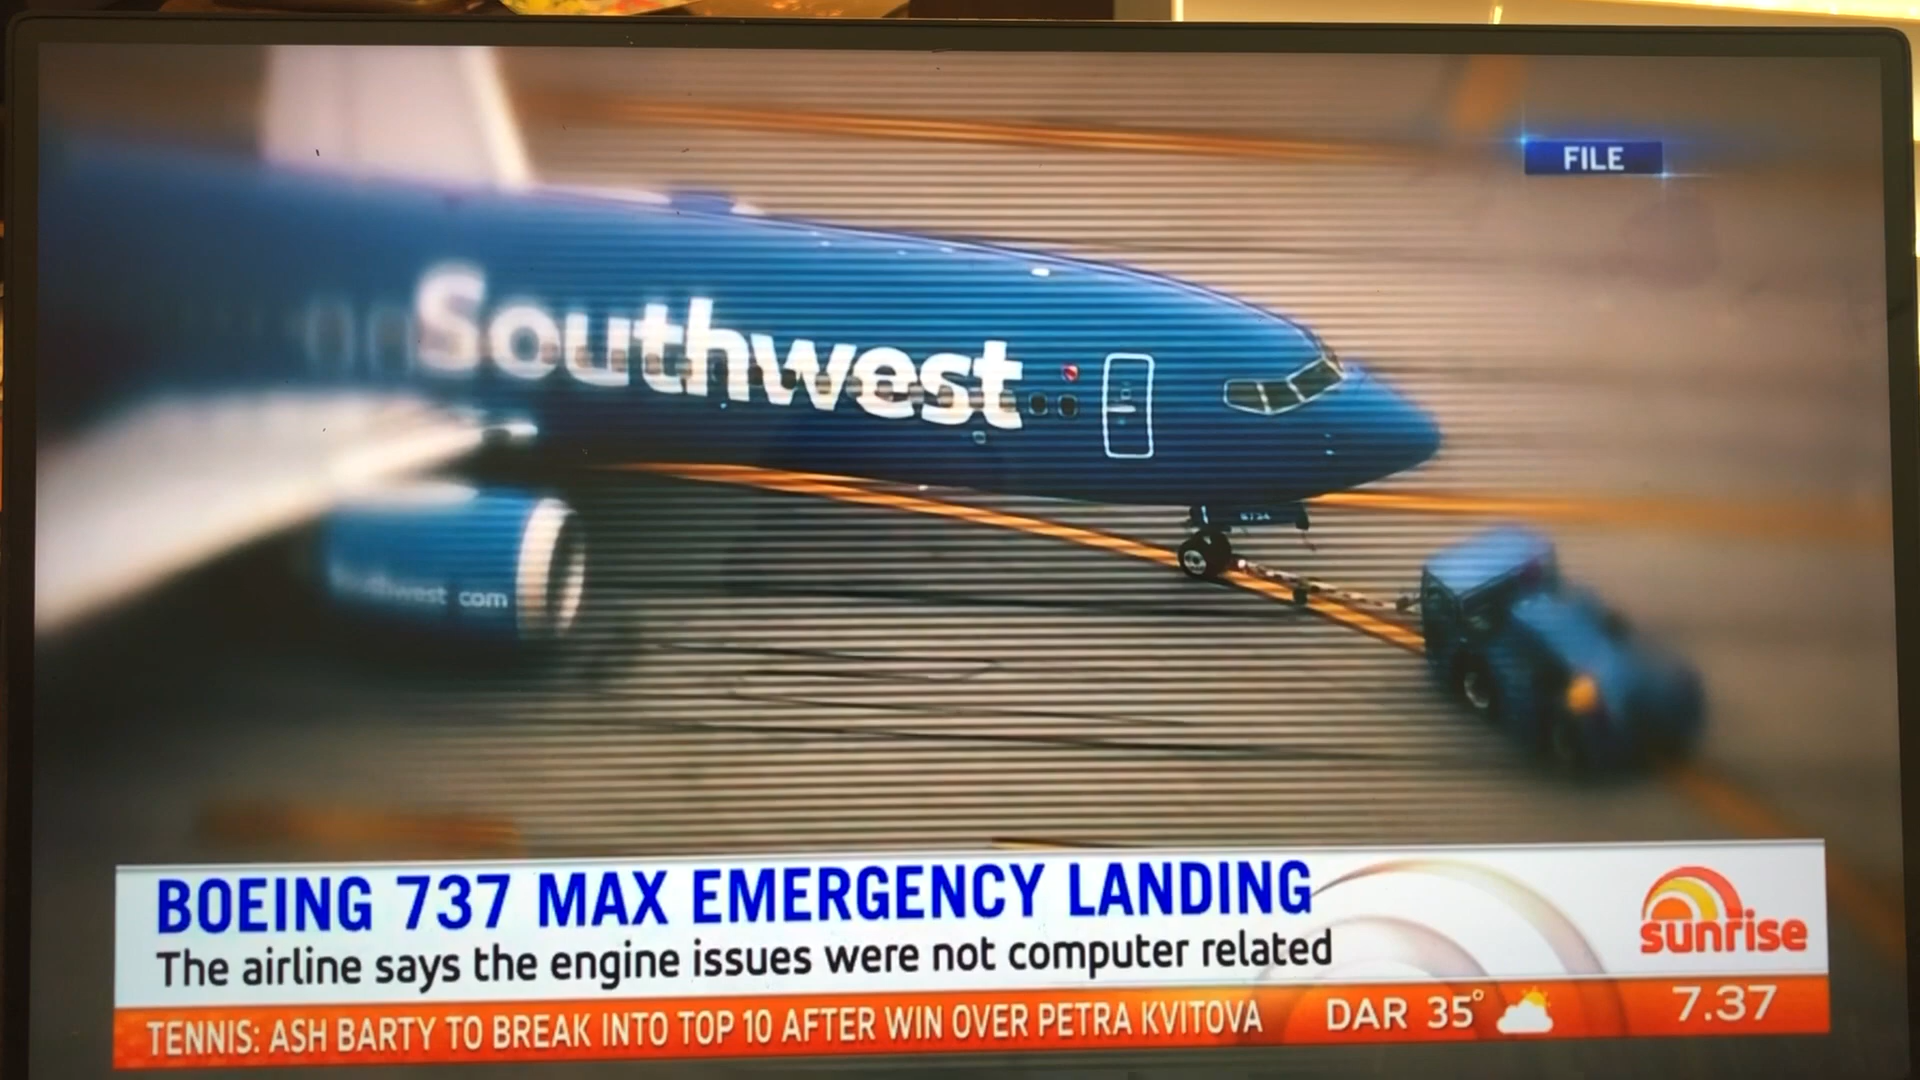 FILE
Southwest
com
BOEING 737 MAX EMERGENCY LANDING
The airline says the engine issues were not computer related
sunrise
TENNIS: ASH BARTY TO BREAK INTO TOP 10 AFTER WIN OVER PETRA KVITOVA
DAR 35°
7.37